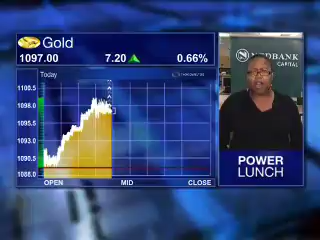 Gold
1097.00 7.20 0.66%
Today
1100.5
1098.0
1095.5
1093.0
1090.5
1088.0
OPEN MID CLOSE
NEDBANK
CAPITAL
POWER
LUNCH